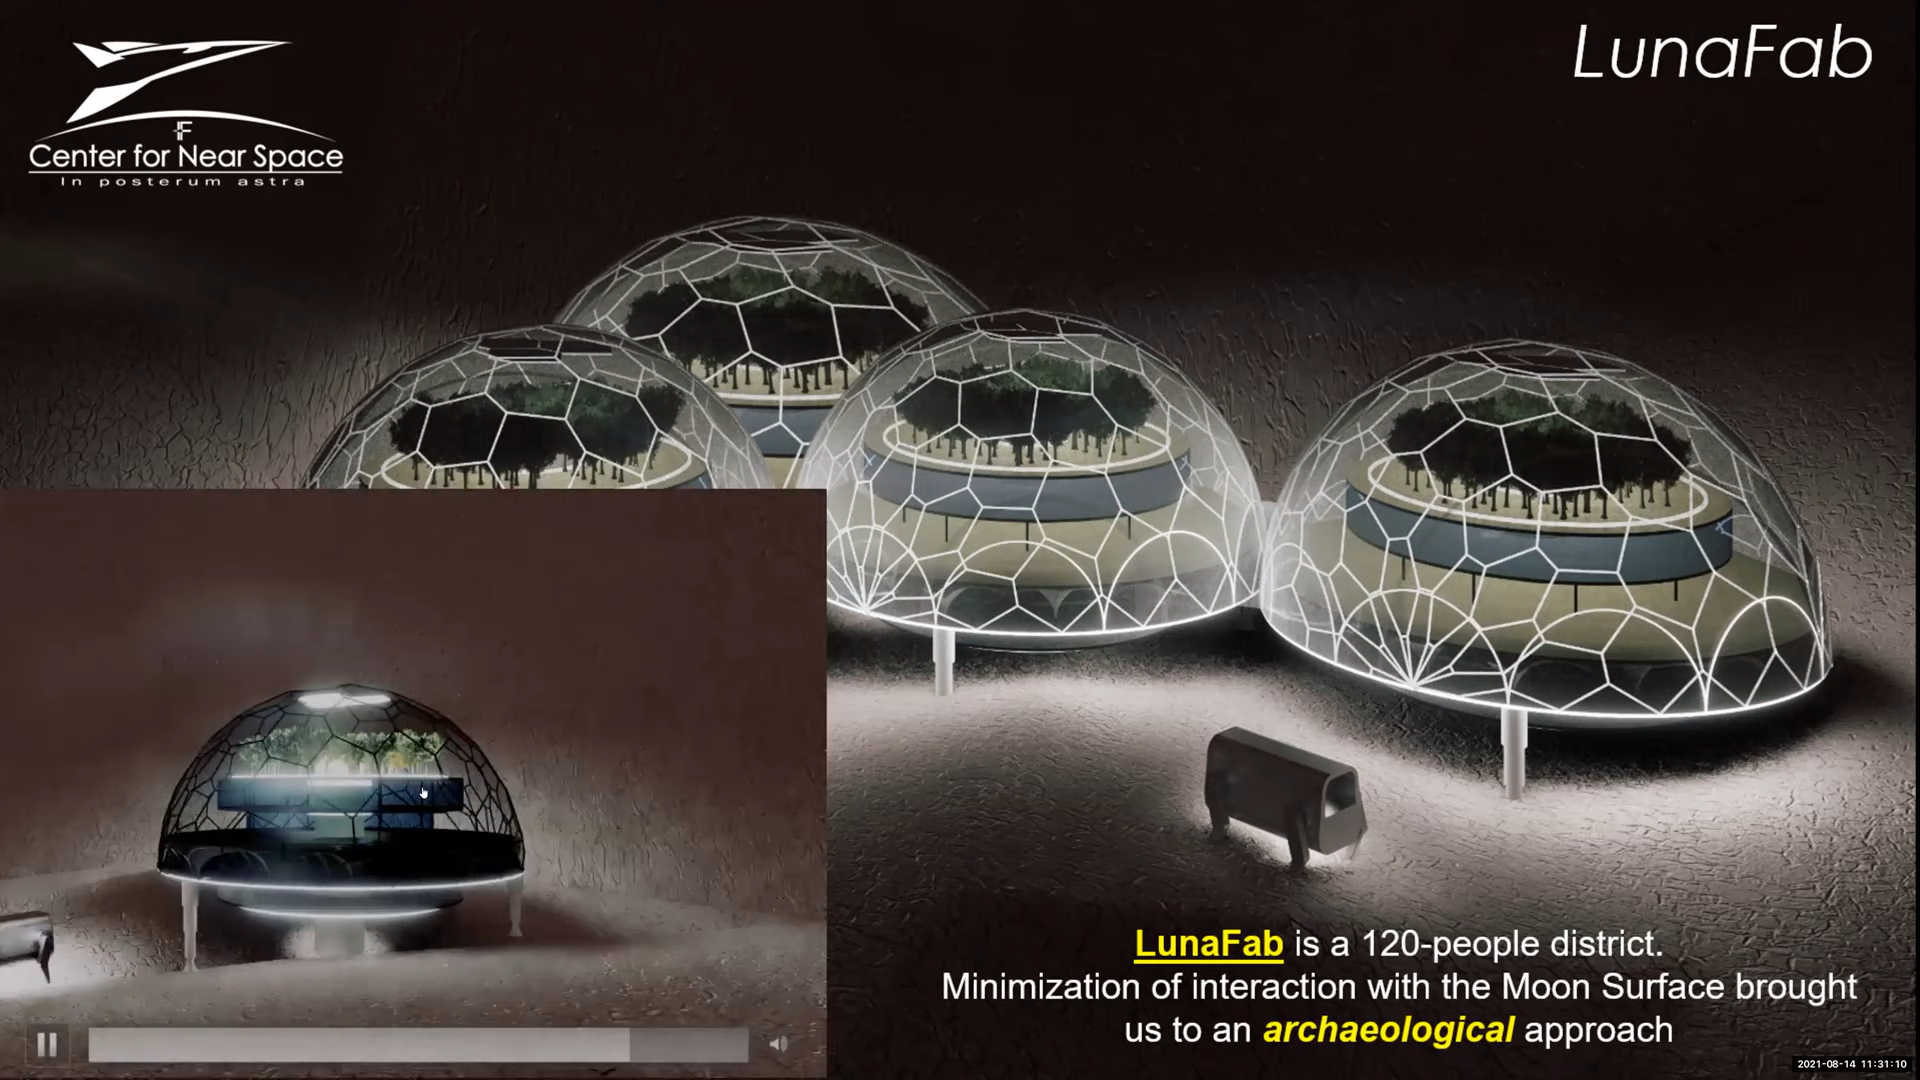 LunaFab
IF
Center for Near Space
In posterum astra
LunaFab is a 120-people district.
Minimization of interaction with the Moon Surface brought
us to an archaeological approach
2021-08-14 11:31:10